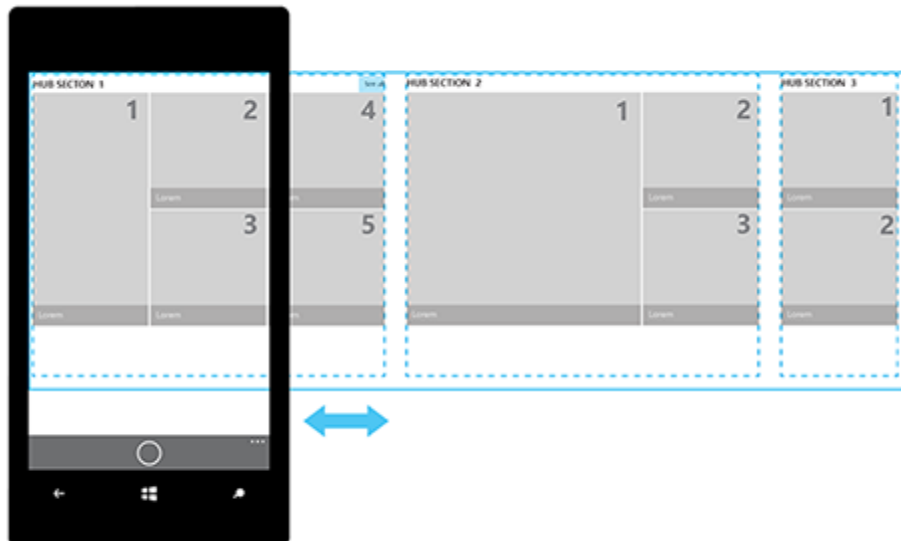 HUB SECTON 1
HUB SECTION 2
HUB SECTION 3
1
2
4
1
2
1
Lorem
Lorem
Lorem
3
5
3
2
Lorem
Lorem
Lorem
Lorem
Lorem